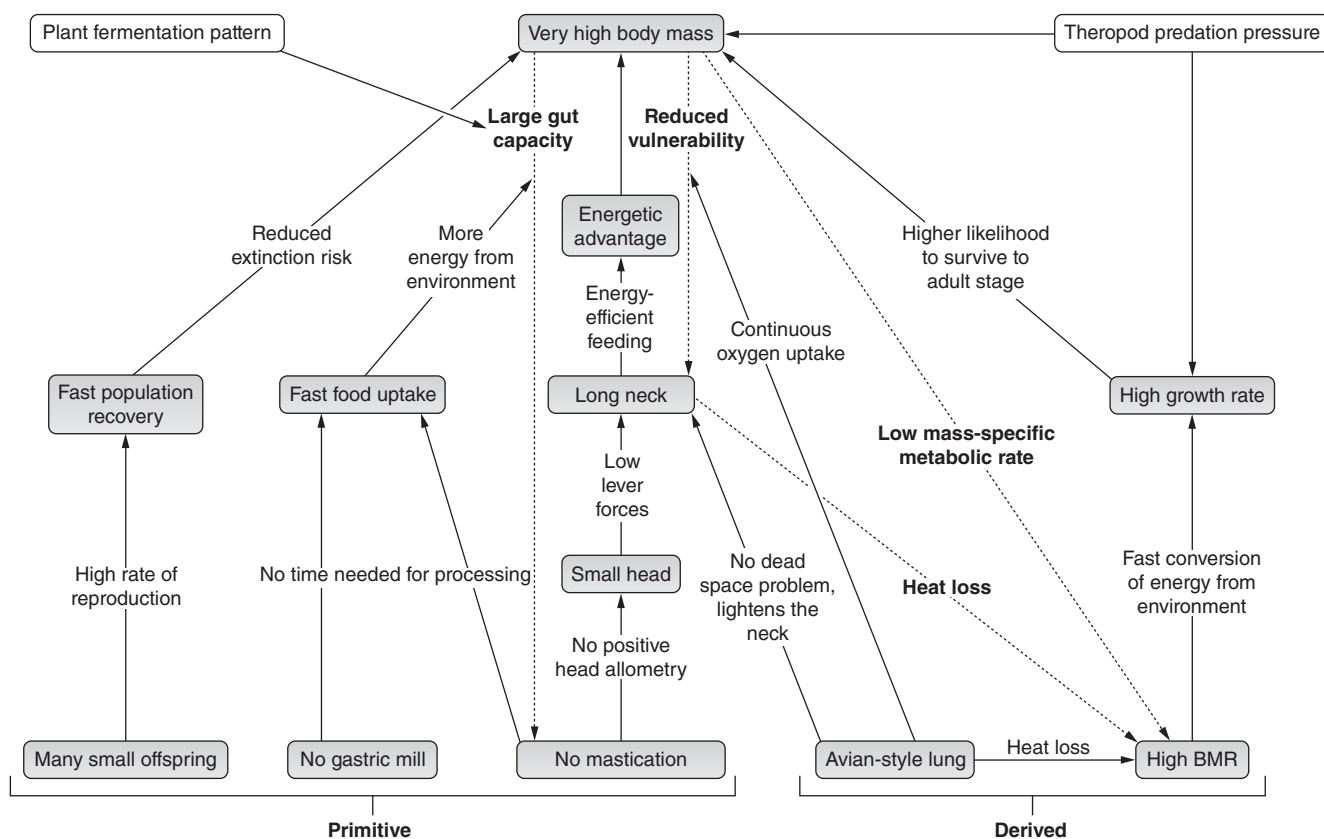 Plant fermentation pattern
Very high body mass
Theropod predation pressure
Large gut
capacity
Reduced
vulnerability
Energetic
advantage
Reduced
extinction risk
More
energy from
environment
Higher likelihood
to survive to
adult stage
Energy-
efficient
feeding
Continuous
oxygen uptake
Fast population
recovery
Fast food uptake
Long neck
High growth rate
Low mass-specific
metabolic rate
Low
lever
forces
High rate of
reproduction
No time needed for processing
Small head
No dead
space problem,
lightens the
neck
Heat loss
Fast conversion
of energy from
environment
No positive
head allometry
Many small offspring
No gastric mill
No mastication
Avian-style lung
Heat loss
High BMR
Primitive
Derived